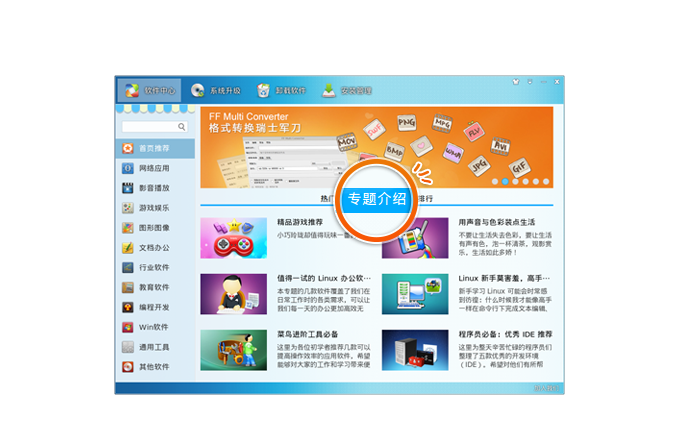 软件中心 系统升级 卸载软件 安装管理
FF Multi Converter
格式转换瑞士军刀
MOV
PNG
MPG
FLV
AVI
BMP
WMA
JPG
GIF
首页推荐
网络应用
影音播放
游戏娱乐
图形图像
文档办公
行业软件
教育软件
编程开发
Win软件
通用工具
其他软件
热门
专题介绍
排行
精品游戏推荐
小巧玲珑超值得玩味一番
用声音与色彩装点生活
不要让生活失去色彩，要让生活
有声有色，泡一杯清茶，观影赏
乐，生活如此多娇！
值得一试的 Linux 办公软…
本专题的几款软件覆盖了我们在
日常工作时的各类需求，可以让
我们每一天的办公更加高效无
Linux 新手莫害羞，高手…
新手学习 Linux 可能会时常感
到彷徨：什么时候我才能像高手
一样在命令行下完成文本编辑，
菜鸟进阶工具必备
这里为各位初学者推荐几款可以
提高操作效率的应用软件，希望
能够对大家的工作和学习带来便
程序员必备：优秀 IDE 推荐
这里为整天辛苦忙碌的程序员们
整理了五款优秀的开发环境
（IDE）。希望对他们有所帮